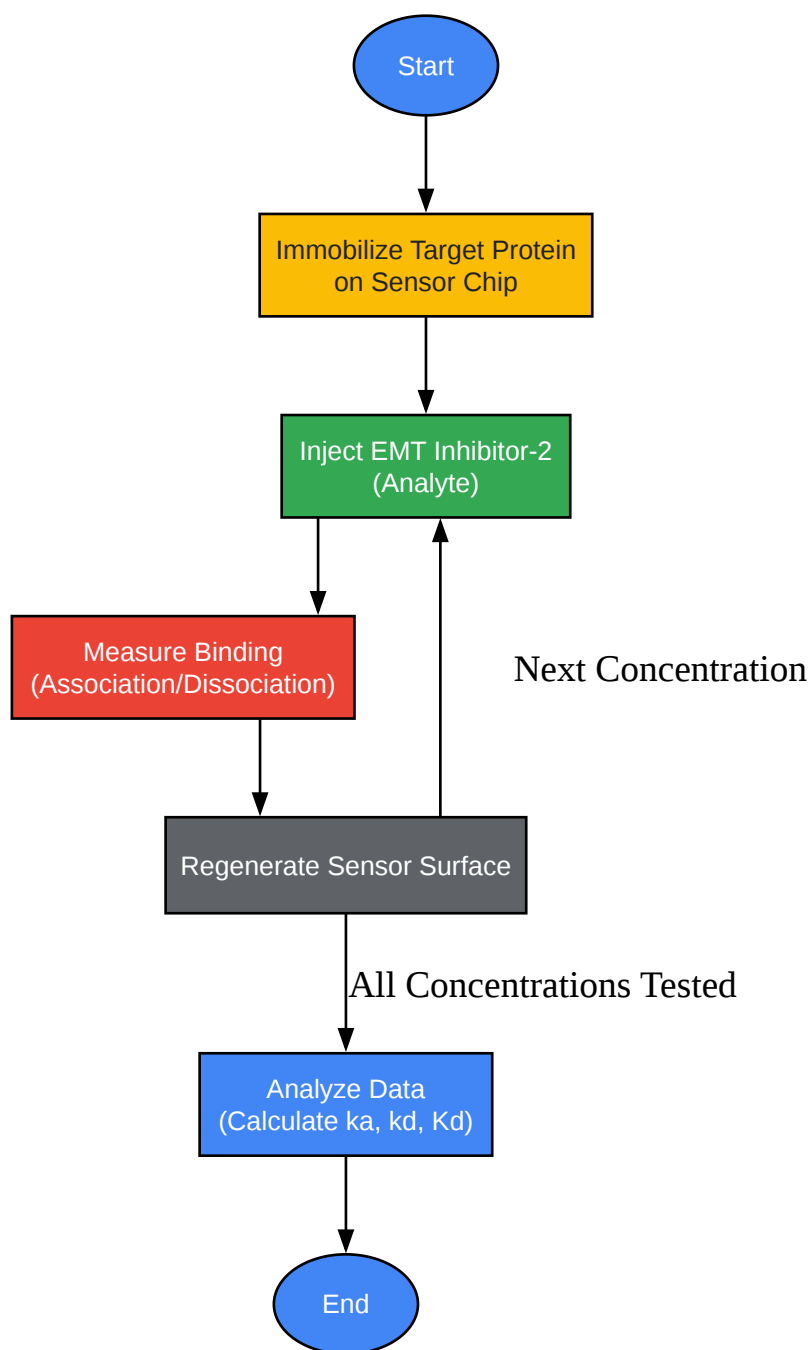 Start
Immobilize Target Protein
on Sensor Chip
Inject EMT Inhibitor-2
(Analyte)
Measure Binding
(Association/Dissociation)
Next Concentration
Regenerate Sensor Surface
All Concentrations Tested
Analyze Data
(Calculate ka, kd, Kd)
End